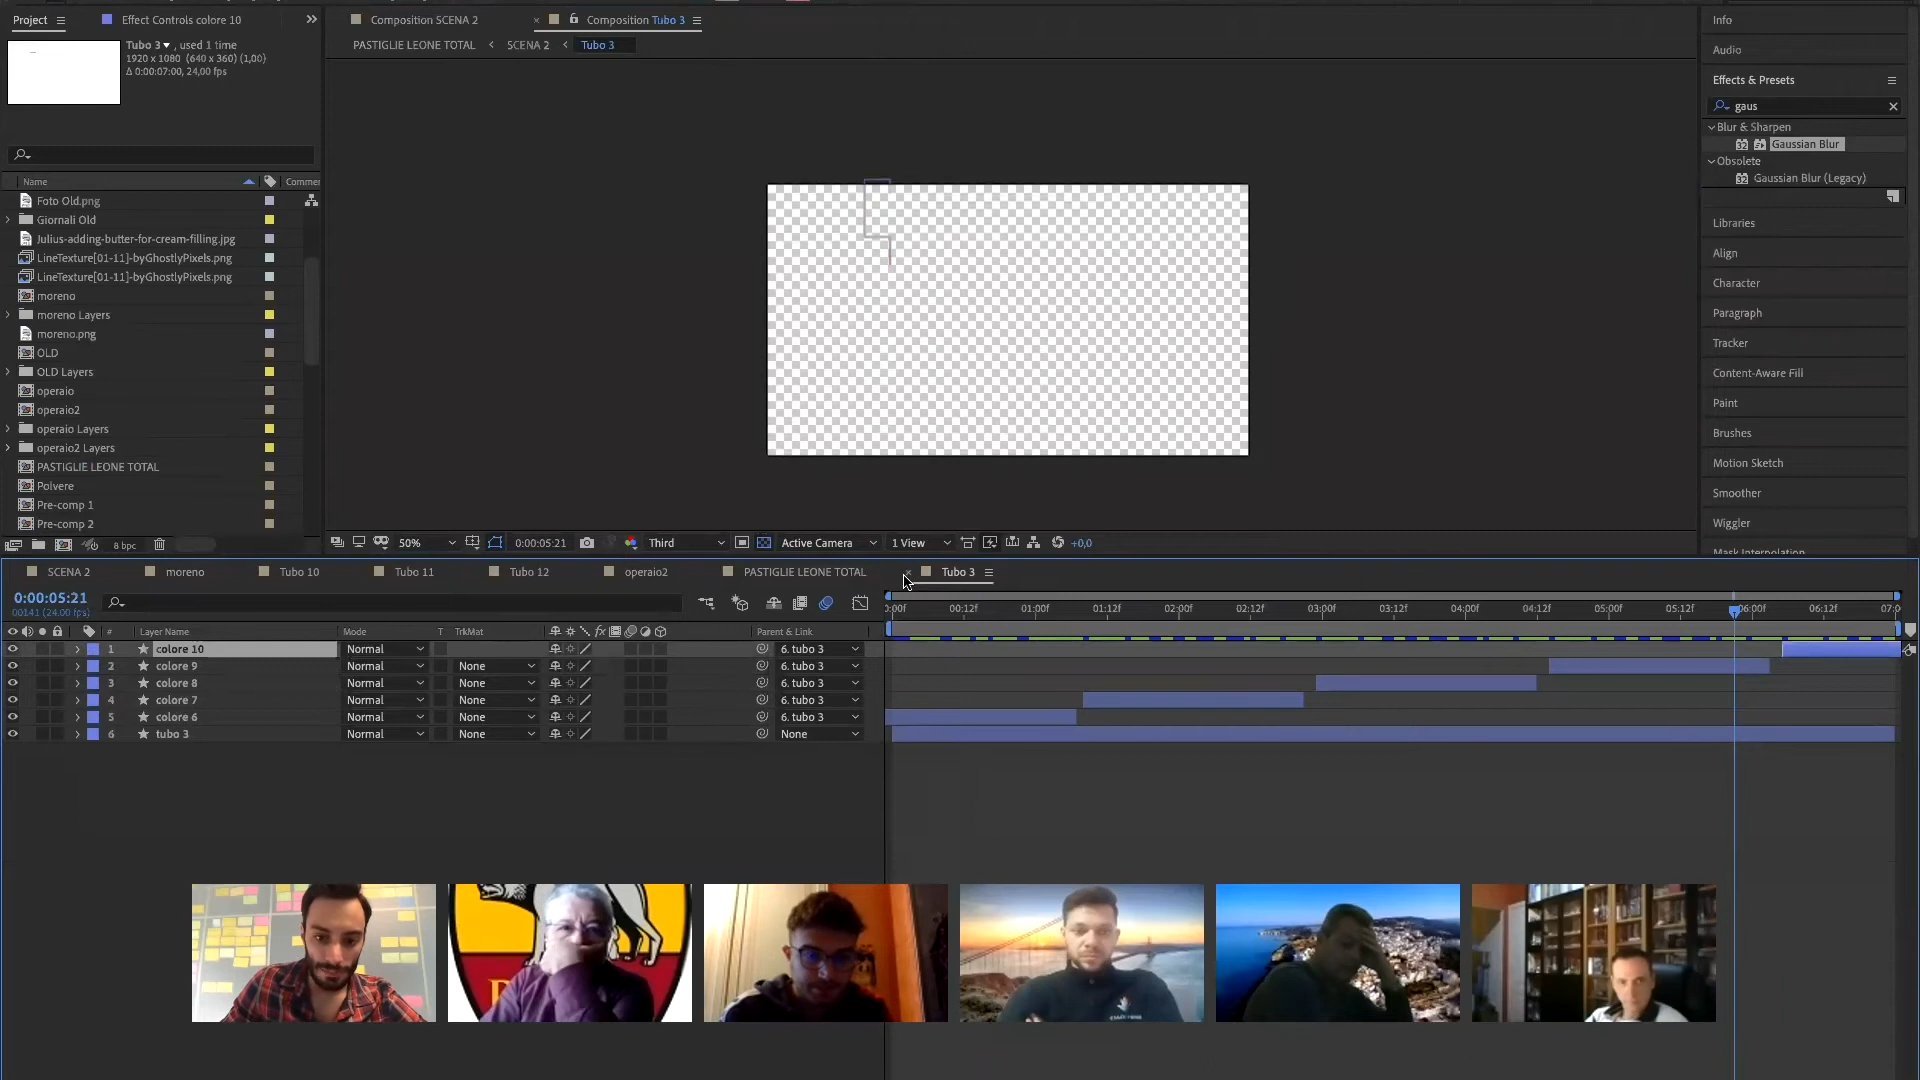 Project
Effect Controls colore 10
Composition SCENA 2
Composition Tubo 3
PASTIGLIE LEONE TOTAL
SCENA 2
Tubo 3
Tubo 3 , used 1 time
1920 x 1080 (640 x 360) (1,00)
Δ 0:00:07:00, 24,00 fps
Name
Commer
Foto Old.png
Giornali Old
Julius-adding-butter-for-cream-filling.jpg
LineTexture[01-11]-byGhostlyPixels.png
LineTexture[01-11]-byGhostlyPixels.png
moreno
moreno Layers
moreno.png
OLD
OLD Layers
operaio
operaio2
operaio Layers
operaio2 Layers
PASTIGLIE LEONE TOTAL
Polvere
Pre-comp 1
Pre-comp 2
8 bpc
50%
0:00:05:21
Third
Active Camera
1 View
+0,0
Info
Audio
Effects & Presets
gaus
Blur & Sharpen
32
Gaussian Blur
Obsolete
32
Gaussian Blur (Legacy)
Libraries
Align
Character
Paragraph
Tracker
Content-Aware Fill
Paint
Brushes
Motion Sketch
Smoother
Wiggler
Mask Interpolation
SCENA 2
moreno
Tubo 10
Tubo 11
Tubo 12
operaio2
PASTIGLIE LEONE TOTAL
Tubo 3
0:00:05:21
00141 (24.00 fps)
:00f 00:12f 01:00f 01:12f 02:00f 02:12f 03:00f 03:12f 04:00f 04:12f 05:00f 05:12f 06:00f 06:12f 07:0
# Layer Name Mode T TrkMat fx Parent & Link
1 colore 10 Normal 6. tubo 3
2 colore 9 Normal None 6. tubo 3
3 colore 8 Normal None 6. tubo 3
4 colore 7 Normal None 6. tubo 3
5 colore 6 Normal None 6. tubo 3
6 tubo 3 Normal None None